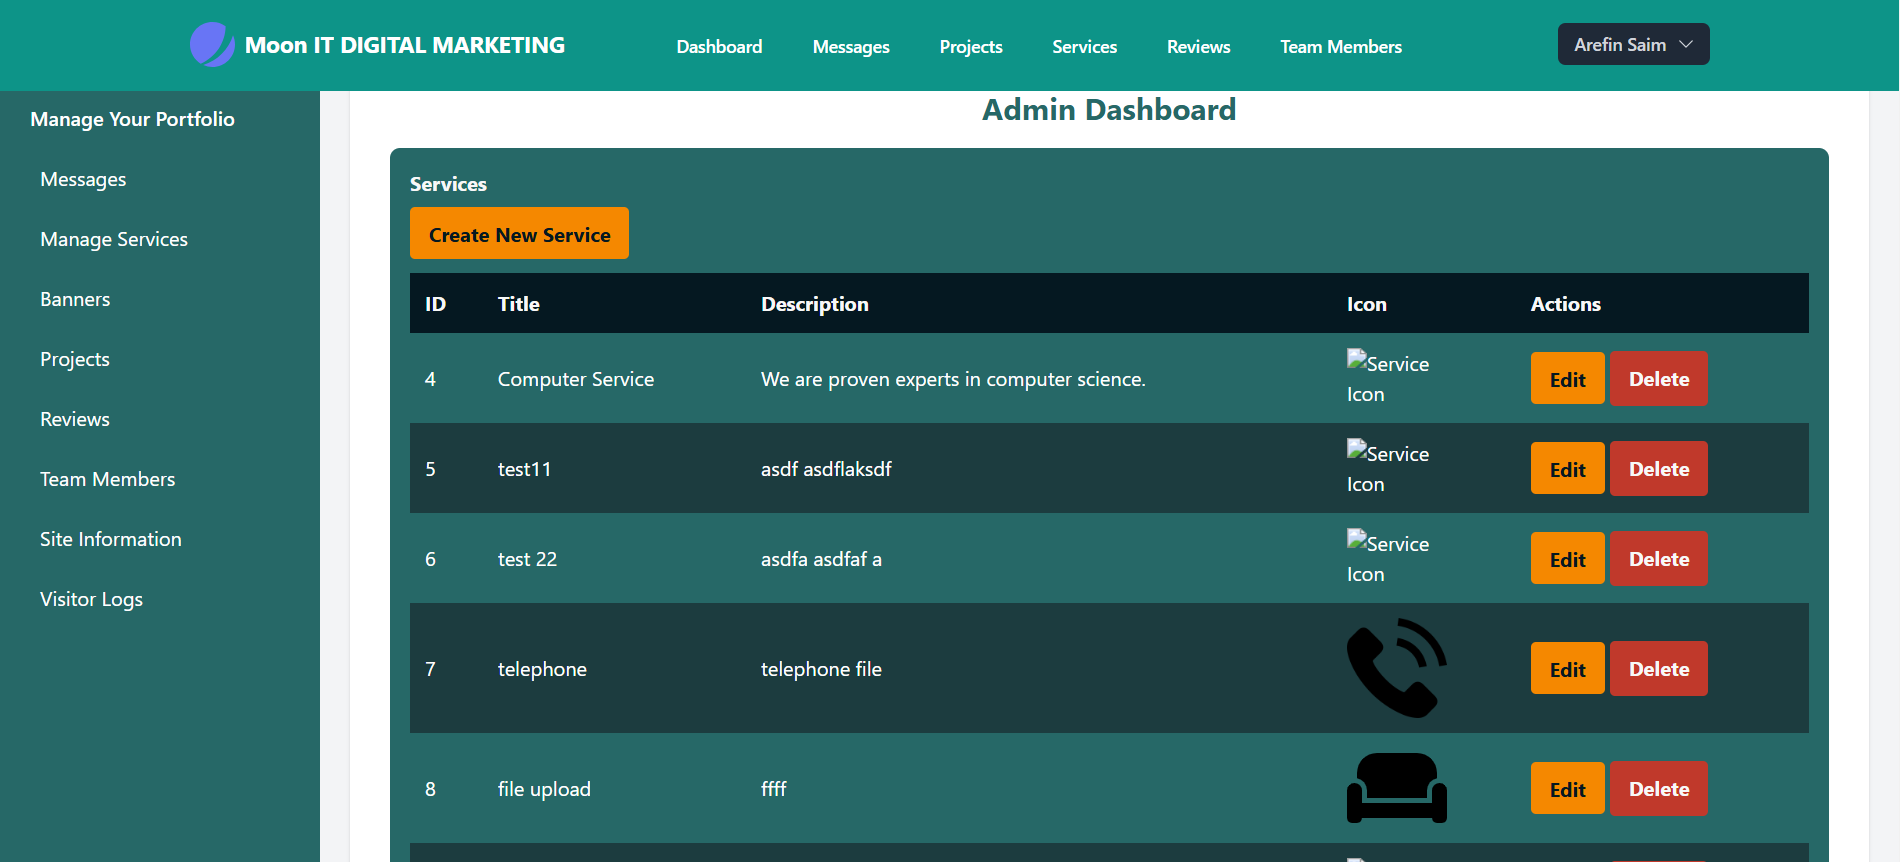 Moon IT DIGITAL MARKETING
Dashboard
Messages
Projects
Services
Reviews
Team Members
Arefin Saim
Manage Your Portfolio
Messages
Manage Services
Banners
Projects
Reviews
Team Members
Site Information
Visitor Logs
Admin Dashboard
Services
Create New Service
ID Title Description Icon Actions
4 Computer Service We are proven experts in computer science. Service
Icon
Edit Delete
5 test11 asdf asdflaksdf Service
Icon
Edit Delete
6 test 22 asdfa asdfaf a Service
Icon
Edit Delete
7 telephone telephone file Edit Delete
8 file upload ffff Edit Delete